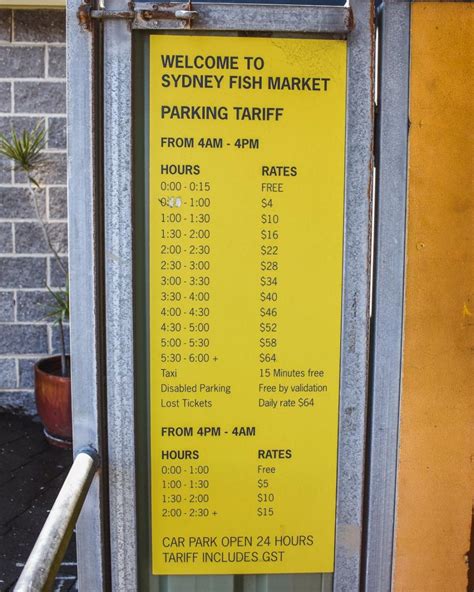 WELCOME TO
SYDNEY FISH MARKET
PARKING TARIFF
FROM 4AM - 4PM
HOURS RATES
0:00 - 0:15 FREE
- 1:00 $4
1:00 - 1:30 $10
1:30 - 2:00 $16
2:00 - 2:30 $22
2:30 - 3:00 $28
3:00 - 3:30 $34
3:30 - 4:00 $40
4:00 - 4:30 $46
4:30 - 5:00 $52
5:00 - 5:30 $58
5:30 - 6:00 + $64
Taxi 15 Minutes free
Disabled Parking Free by validation
Lost Tickets Daily rate $64
FROM 4PM - 4AM
HOURS RATES
0:00 - 1:00 Free
1:00 - 1:30 $5
1:30 - 2:00 $10
2:00 - 2:30 + $15
CAR PARK OPEN 24 HOURS
TARIFF INCLUDES GST